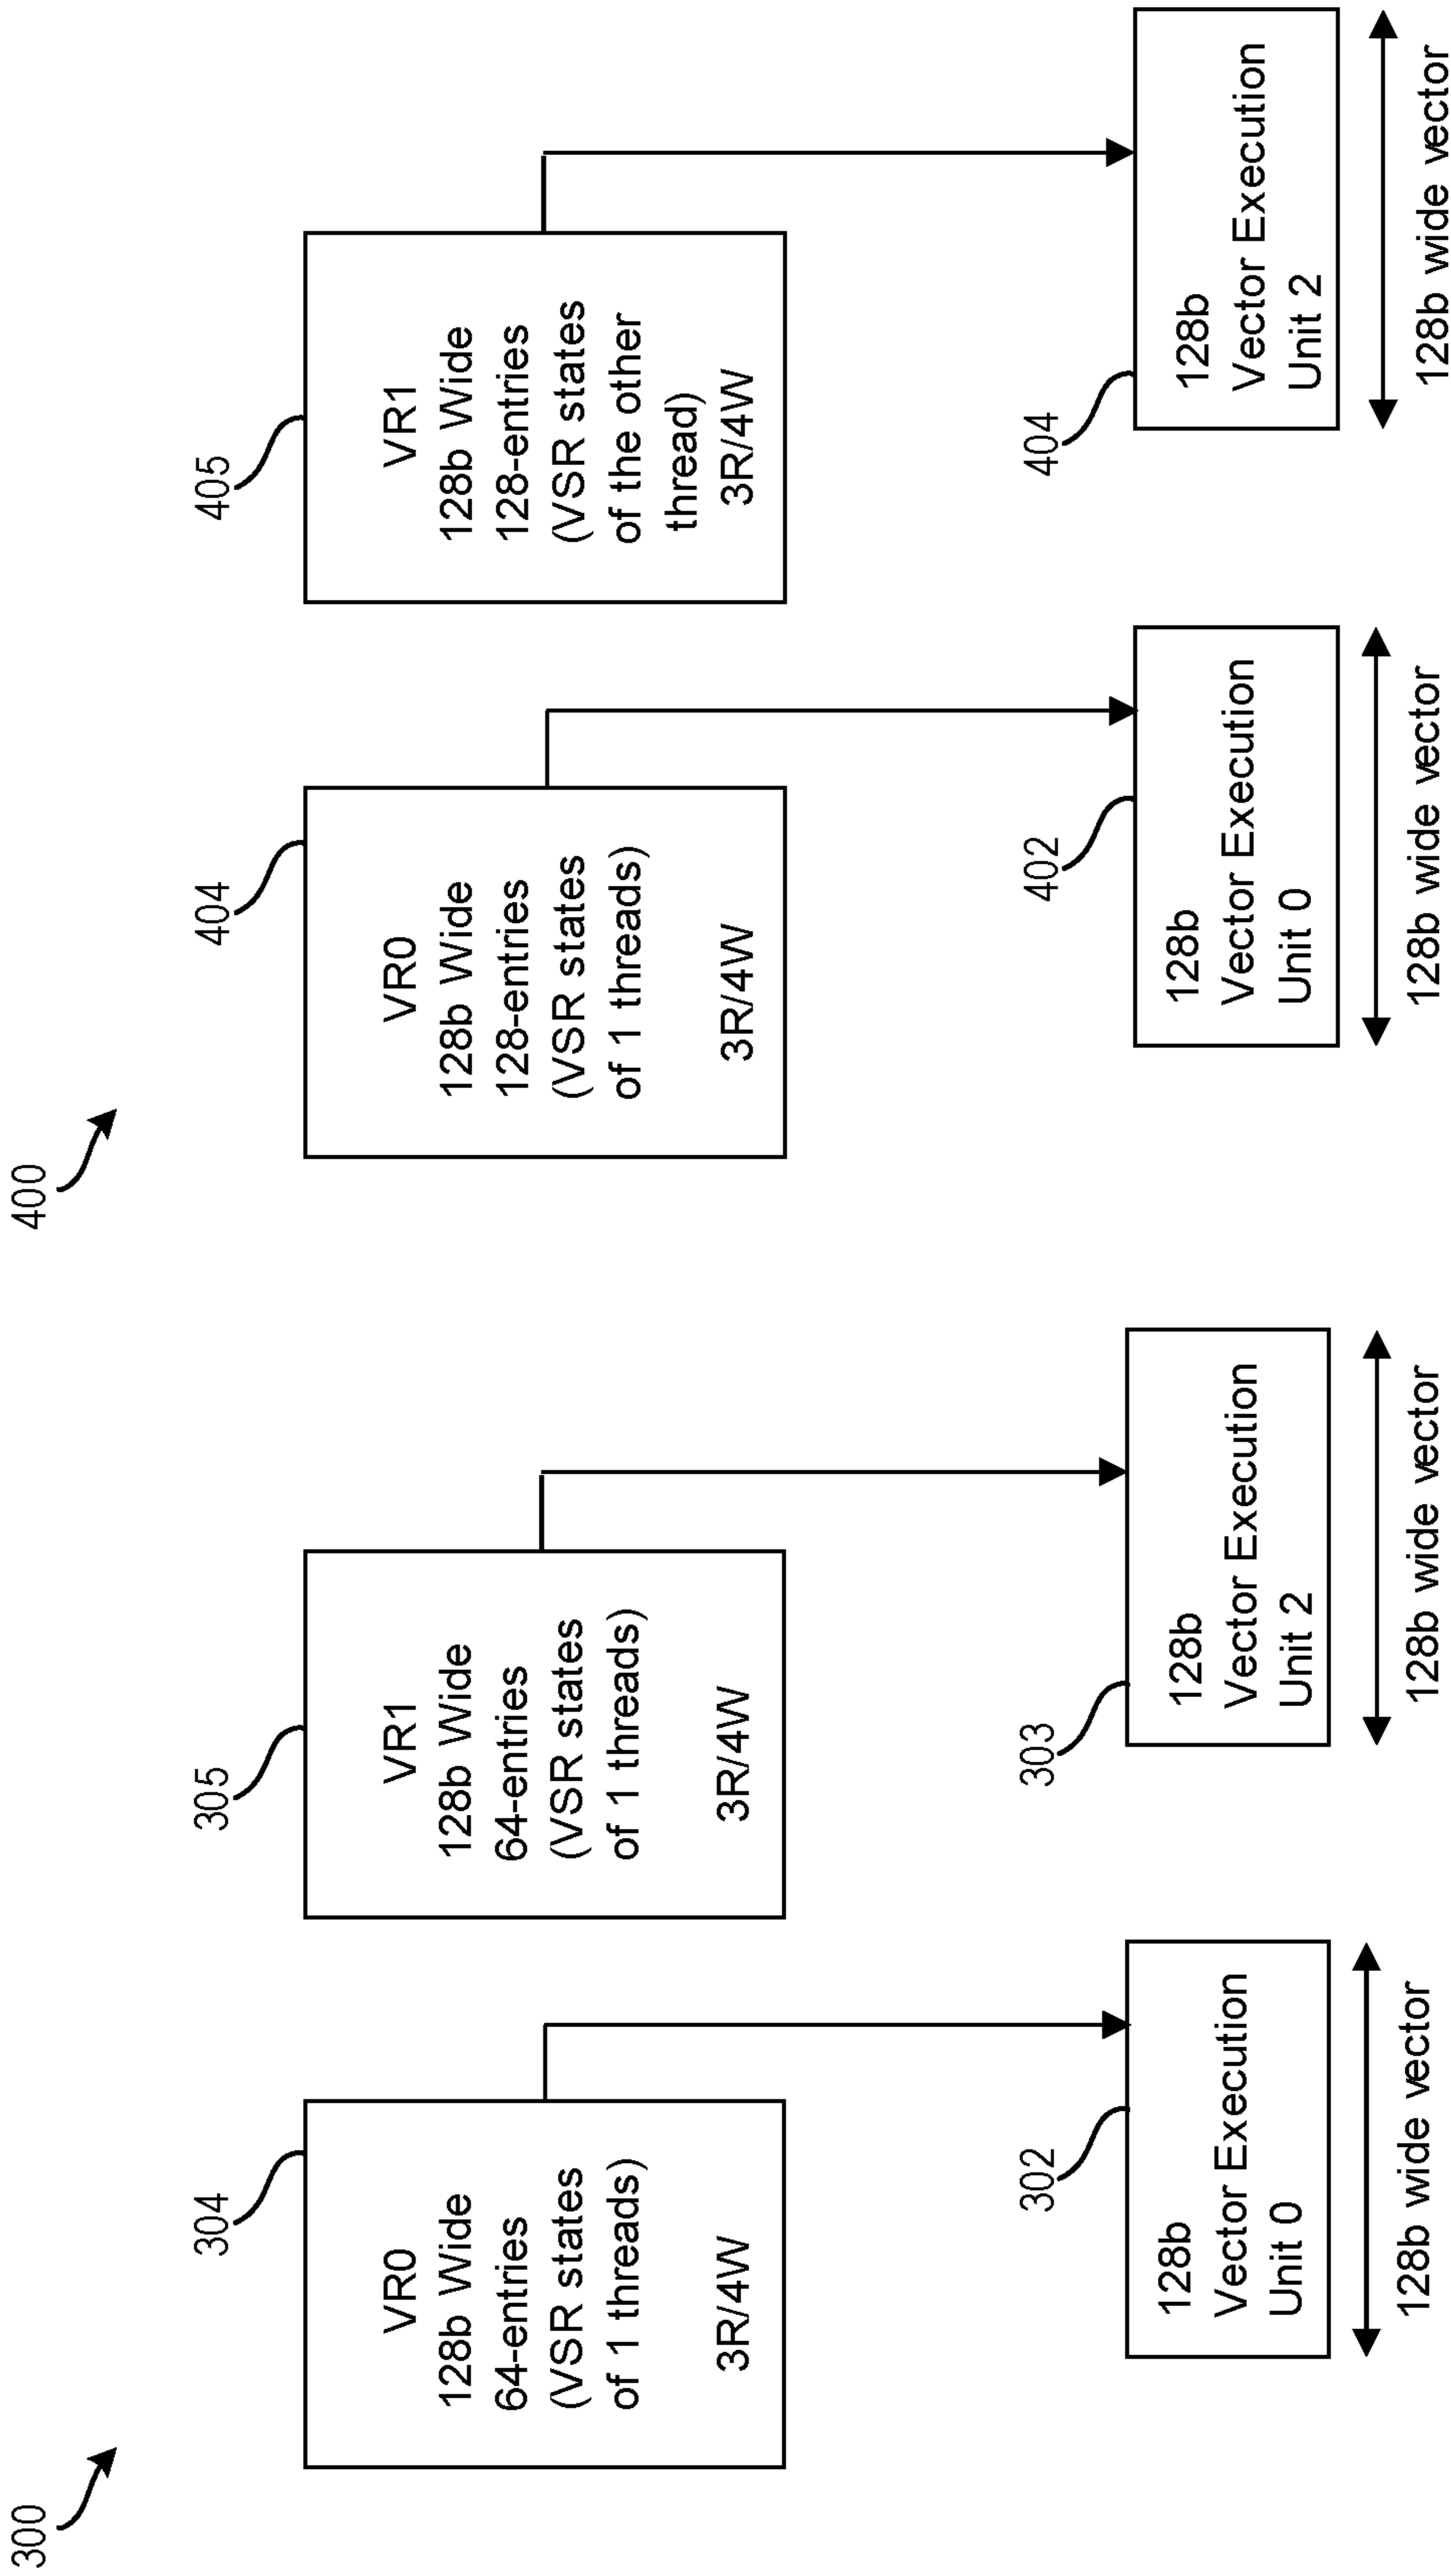 300
304
VR0
128b Wide
64-entries
(VSR states
of 1 threads)
3R/4W
305
VR1
128b Wide
64-entries
(VSR states
of 1 threads)
3R/4W
302
128b
Vector Execution
Unit 0
128b wide vector
303
128b
Vector Execution
Unit 2
128b wide vector
400
404
VR0
128b Wide
128-entries
(VSR states
of 1 threads)
3R/4W
405
VR1
128b Wide
128-entries
(VSR states
of the other
thread)
3R/4W
402
128b
Vector Execution
Unit 0
128b wide vector
404
128b
Vector Execution
Unit 2
128b wide vector